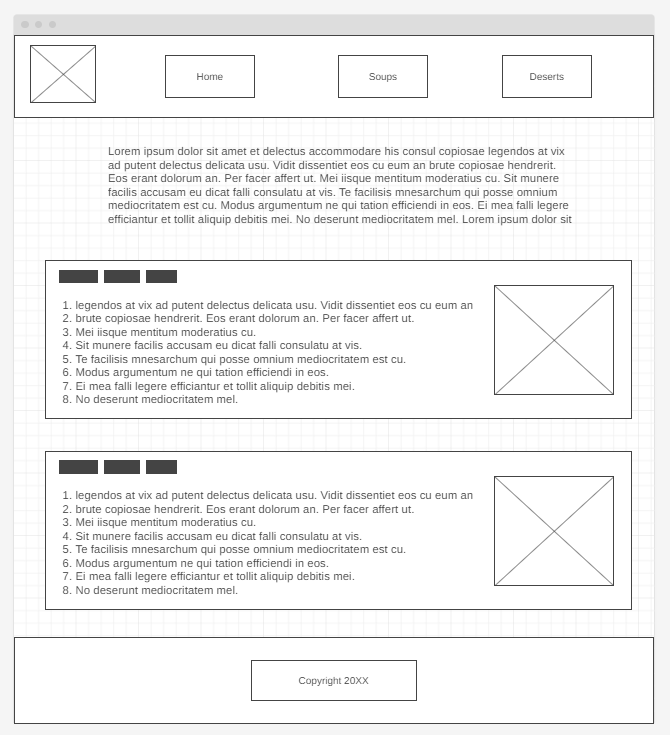 Home
Soups
Deserts
Lorem ipsum dolor sit amet et delectus accommodare his consul copiosae legendos at vix
ad putent delectus delicata usu. Vidit dissentiet eos cu eum an brute copiosae hendrerit.
Eos erant dolorum an. Per facer affert ut. Mei iisque mentitum moderatius cu. Sit munere
facilis accusam eu dicat falli consulatu at vis. Te facilisis mnesarchum qui posse omnium
mediocritatem est cu. Modus argumentum ne qui tation efficiendi in eos. Ei mea falli legere
efficiantur et tollit aliquip debitis mei. No deserunt mediocritatem mel. Lorem ipsum dolor sit
1. legendos at vix ad putent delectus delicata usu. Vidit dissentiet eos cu eum an
2. brute copiosae hendrerit. Eos erant dolorum an. Per facer affert ut.
3. Mei iisque mentitum moderatius cu.
4. Sit munere facilis accusam eu dicat falli consulatu at vis.
5. Te facilisis mnesarchum qui posse omnium mediocritatem est cu.
6. Modus argumentum ne qui tation efficiendi in eos.
7. Ei mea falli legere efficiantur et tollit aliquip debitis mei.
8. No deserunt mediocritatem mel.
1. legendos at vix ad putent delectus delicata usu. Vidit dissentiet eos cu eum an
2. brute copiosae hendrerit. Eos erant dolorum an. Per facer affert ut.
3. Mei iisque mentitum moderatius cu.
4. Sit munere facilis accusam eu dicat falli consulatu at vis.
5. Te facilisis mnesarchum qui posse omnium mediocritatem est cu.
6. Modus argumentum ne qui tation efficiendi in eos.
7. Ei mea falli legere efficiantur et tollit aliquip debitis mei.
8. No deserunt mediocritatem mel.
Copyright 20XX